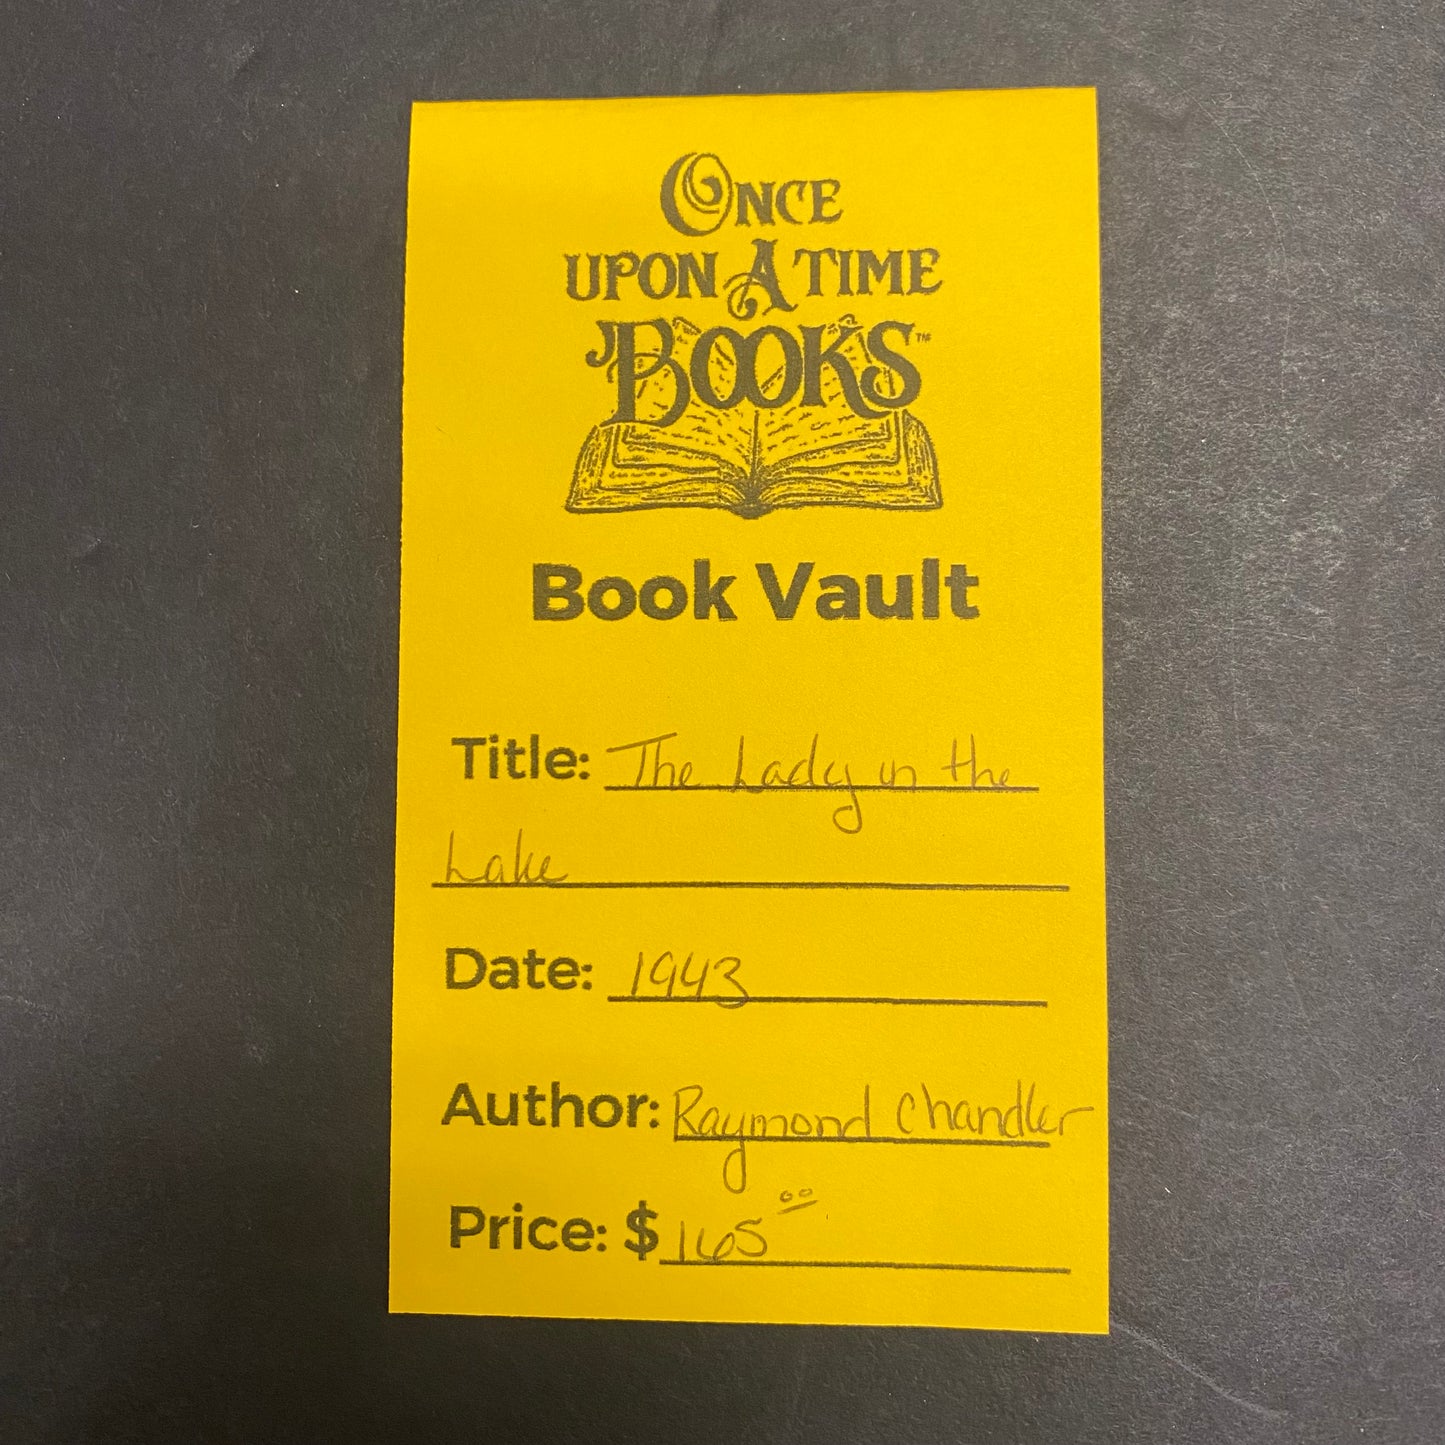 ONCE
UPON A TIME
BOOKS™
Book Vault
Title: The Lady in the
Lake
Date: 1943
Author: Raymond Chandler
Price: $165.00